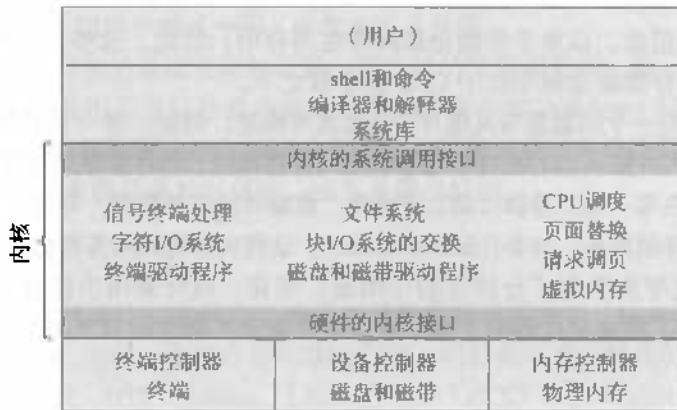 （用户）
shell和命令
编译器和解释器
系统库
内核的系统调用接口
内核
信号终端处理
字符I/O系统
终端驱动程序
文件系统
块I/O系统的交换
磁盘和磁带驱动程序
CPU调度
页面替换
请求调页
虚拟内存
硬件的内核接口
终端控制器
终端
设备控制器
磁盘和磁带
内存控制器
物理内存